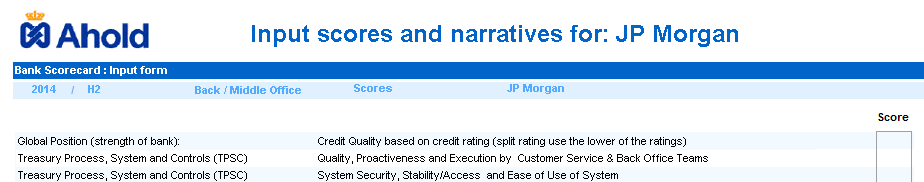 Ahold
Input scores and narratives for: JP Morgan
Bank Scorecard : Input form
2014 / H2 Back / Middle Office Scores JP Morgan
Score
Global Position (strength of bank): Credit Quality based on credit rating (split rating use the lower of the ratings)
Treasury Process, System and Controls (TPSC) Quality, Proactiveness and Execution by Customer Service & Back Office Teams
Treasury Process, System and Controls (TPSC) System Security, Stability/Access and Ease of Use of System